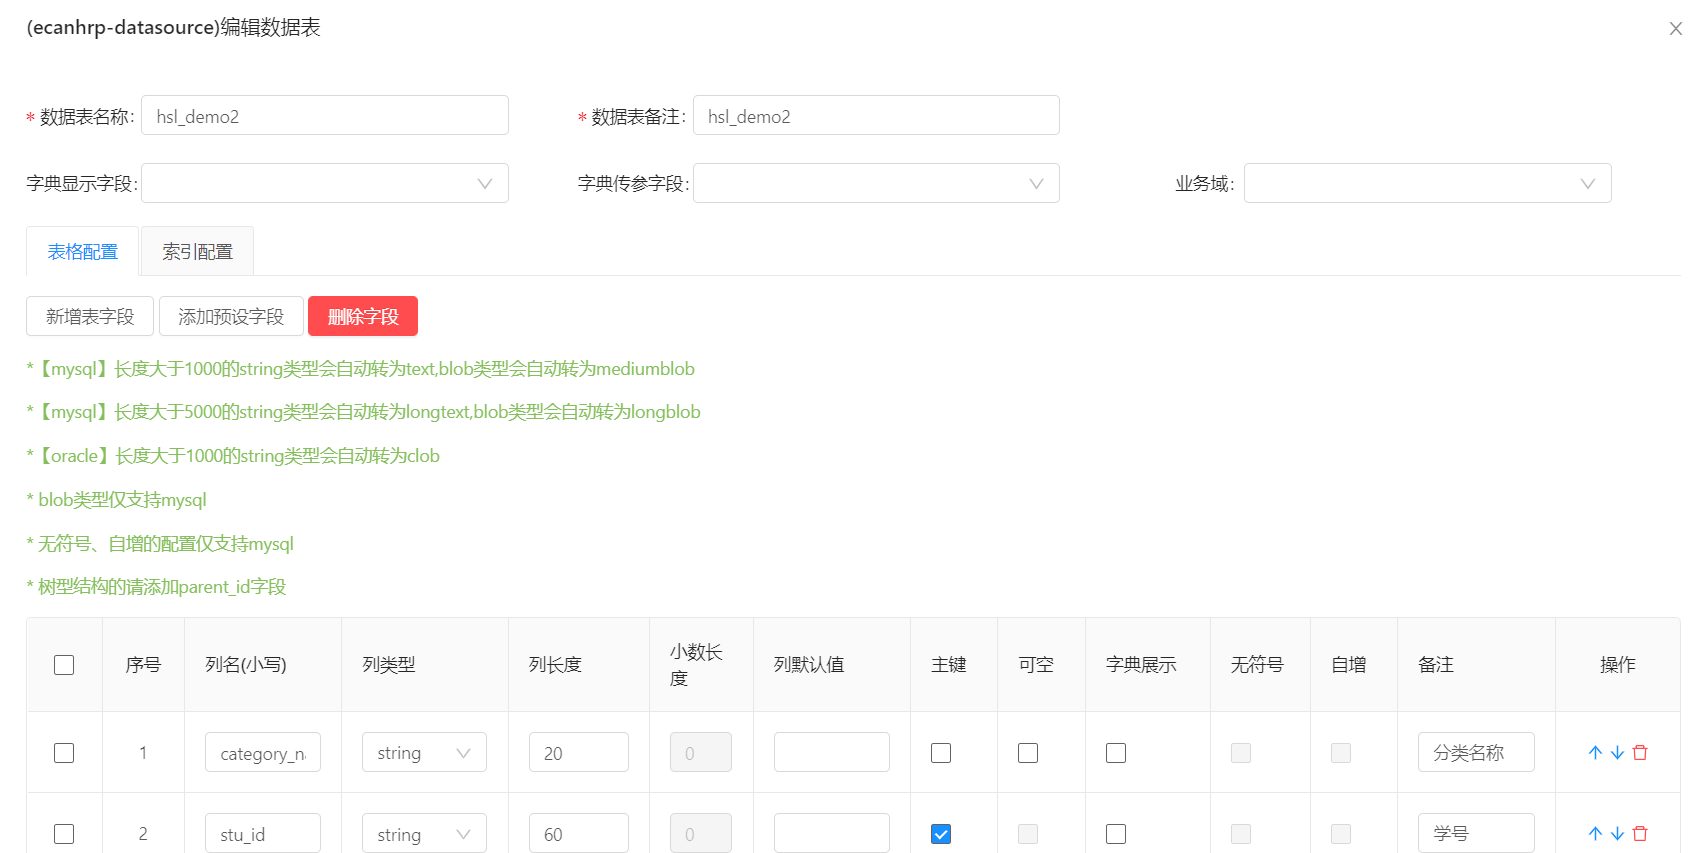 (ecanhrp-datasource)编辑数据表
* 数据表名称: hsl_demo2 * 数据表备注: hsl_demo2
字典显示字段: 字典传参字段: 业务域:
表格配置 索引配置
新增表字段 添加预设字段 删除字段
*【mysql】长度大于1000的string类型会自动转为text,blob类型会自动转为mediumblob
*【mysql】长度大于5000的string类型会自动转为longtext,blob类型会自动转为longblob
*【oracle】长度大于1000的string类型会自动转为clob
* blob类型仅支持mysql
* 无符号、自增的配置仅支持mysql
* 树型结构的请添加parent_id字段
序号 列名(小写) 列类型 列长度 小数长度 列默认值 主键 可空 字典展示 无符号 自增 备注 操作
1 category_n string 20 0 分类名称
2 stu_id string 60 0 学号